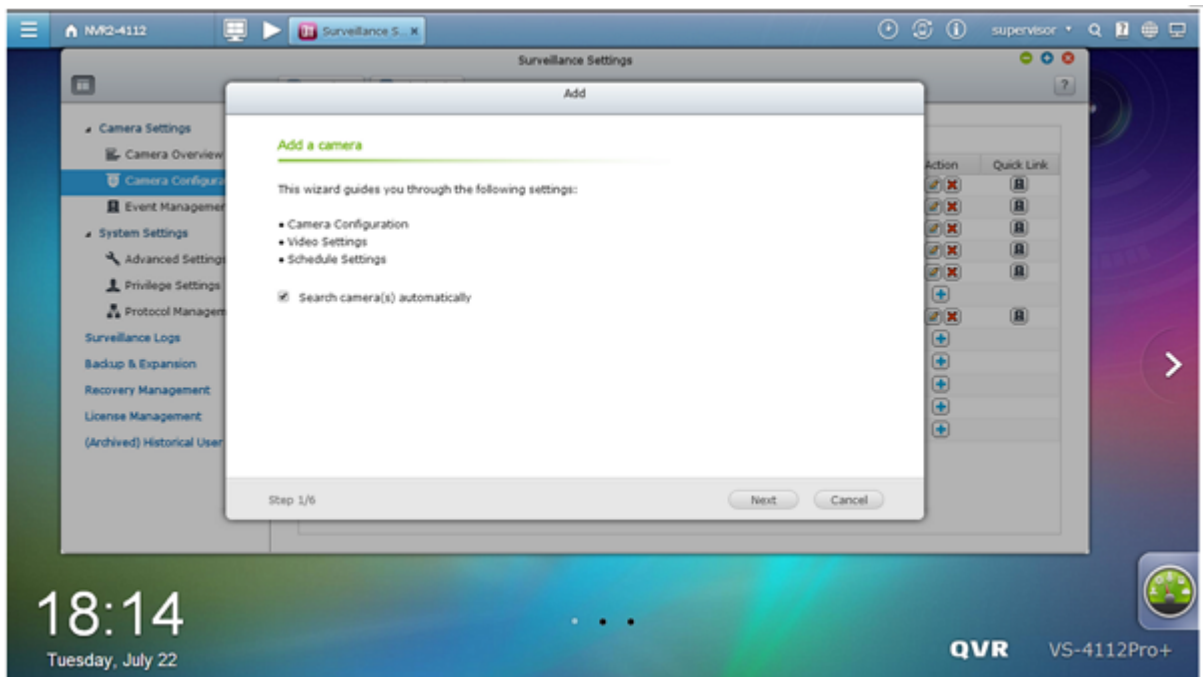 NVR2-4112
Surveillance S... x
supervisor
Surveillance Settings
?
Add
Camera Settings
Camera Overview
Camera Configura
Event Managemen
System Settings
Advanced Settings
Privilege Settings
Protocol Managem
Surveillance Logs
Backup & Expansion
Recovery Management
License Management
(Archived) Historical User
Add a camera
This wizard guides you through the following settings:
• Camera Configuration
• Video Settings
• Schedule Settings
Search camera(s) automatically
Step 1/6
Next
Cancel
Action
Quick Link
18:14
Tuesday, July 22
QVR
VS-4112Pro+